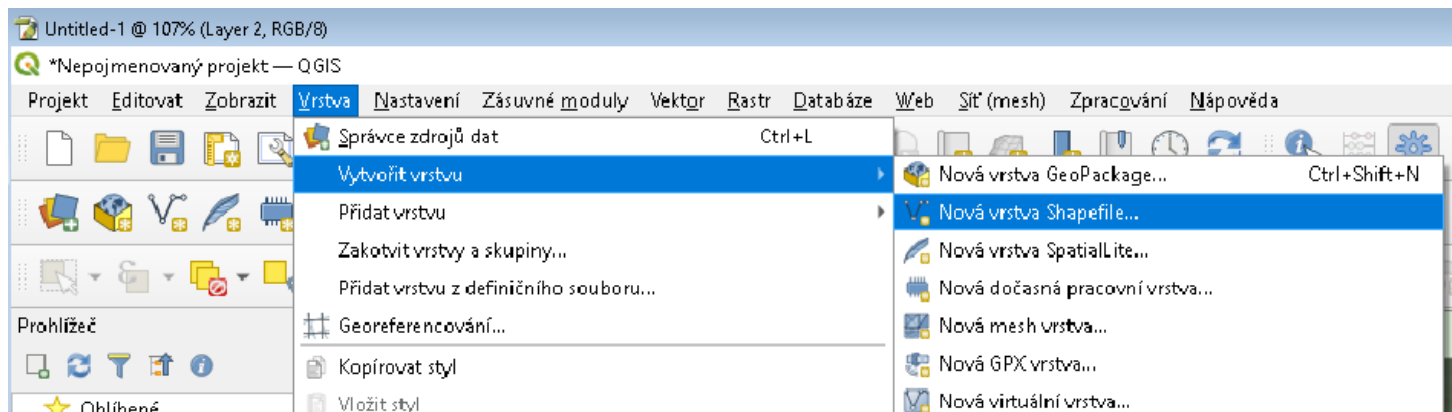 Untitled-1 @ 107% (Layer 2, RGB/8)
*Nepojmenovaný projekt — QGIS
Projekt Editovat Zobrazit Vrstva Nastavení Zásuvné moduly Vektor Rastr Databáze Web Síť (mesh) Zpracování Nápověda
Správce zdrojů dat Ctrl+L
Vytvořit vrstvu
Nová vrstva GeoPackage... Ctrl+Shift+N
Přidat vrstvu
Nová vrstva Shapefile...
Zakotvit vrstvy a skupiny...
Nová vrstva SpatialLite...
Přidat vrstvu z definičního souboru...
Nová dočasná pracovní vrstva...
Prohlížeč
Georeferencování...
Nová mesh vrstva...
Kopírovat styl
Nová GPX vrstva...
Oblíbené
Vložit styl
Nová virtuální vrstva...